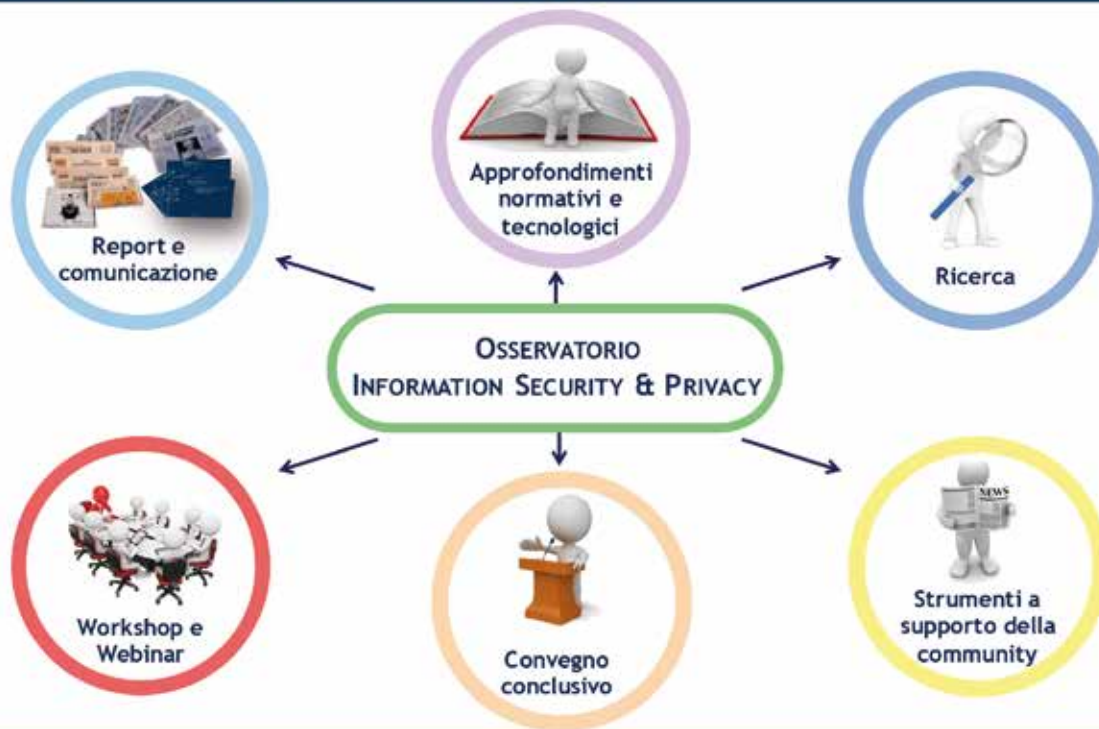 Report e
comunicazione
Approfondimenti
normativi e
tecnologici
Ricerca
OSSERVATORIO
INFORMATION SECURITY & PRIVACY
Workshop e
Webinar
Convegno
conclusivo
NEWS
Strumenti a
supporto della
community